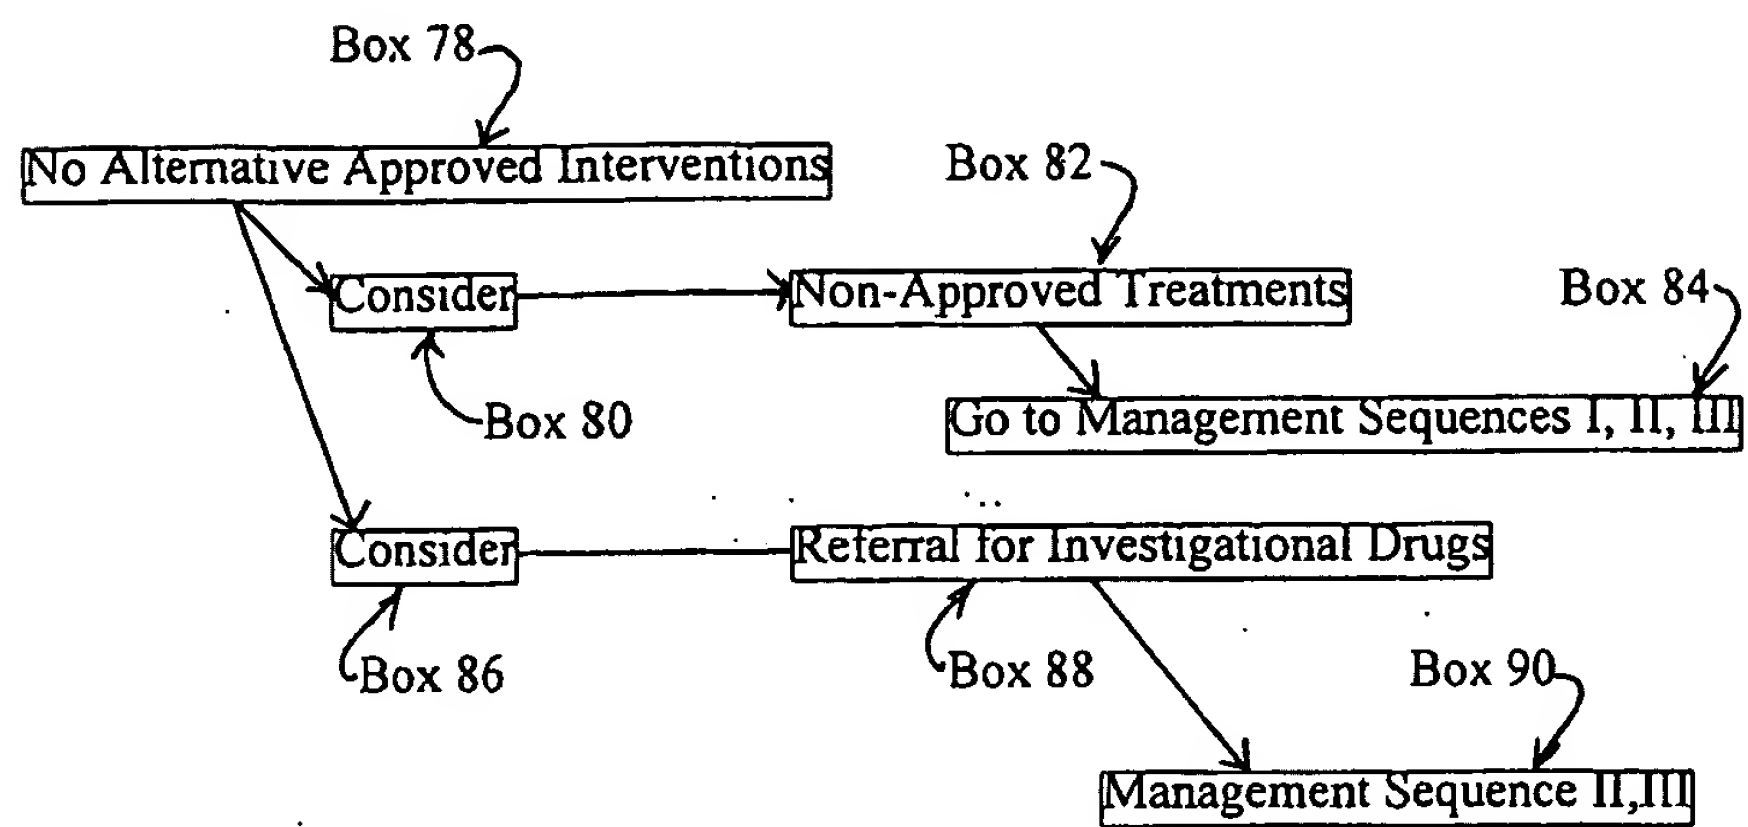 Box 78
No Alternative Approved Interventions
Box 82
Consider
Non-Approved Treatments
Box 84
Box 80
Go to Management Sequences I, II, III
Consider
Referral for Investigational Drugs
Box 86
Box 88
Box 90
Management Sequence II,III